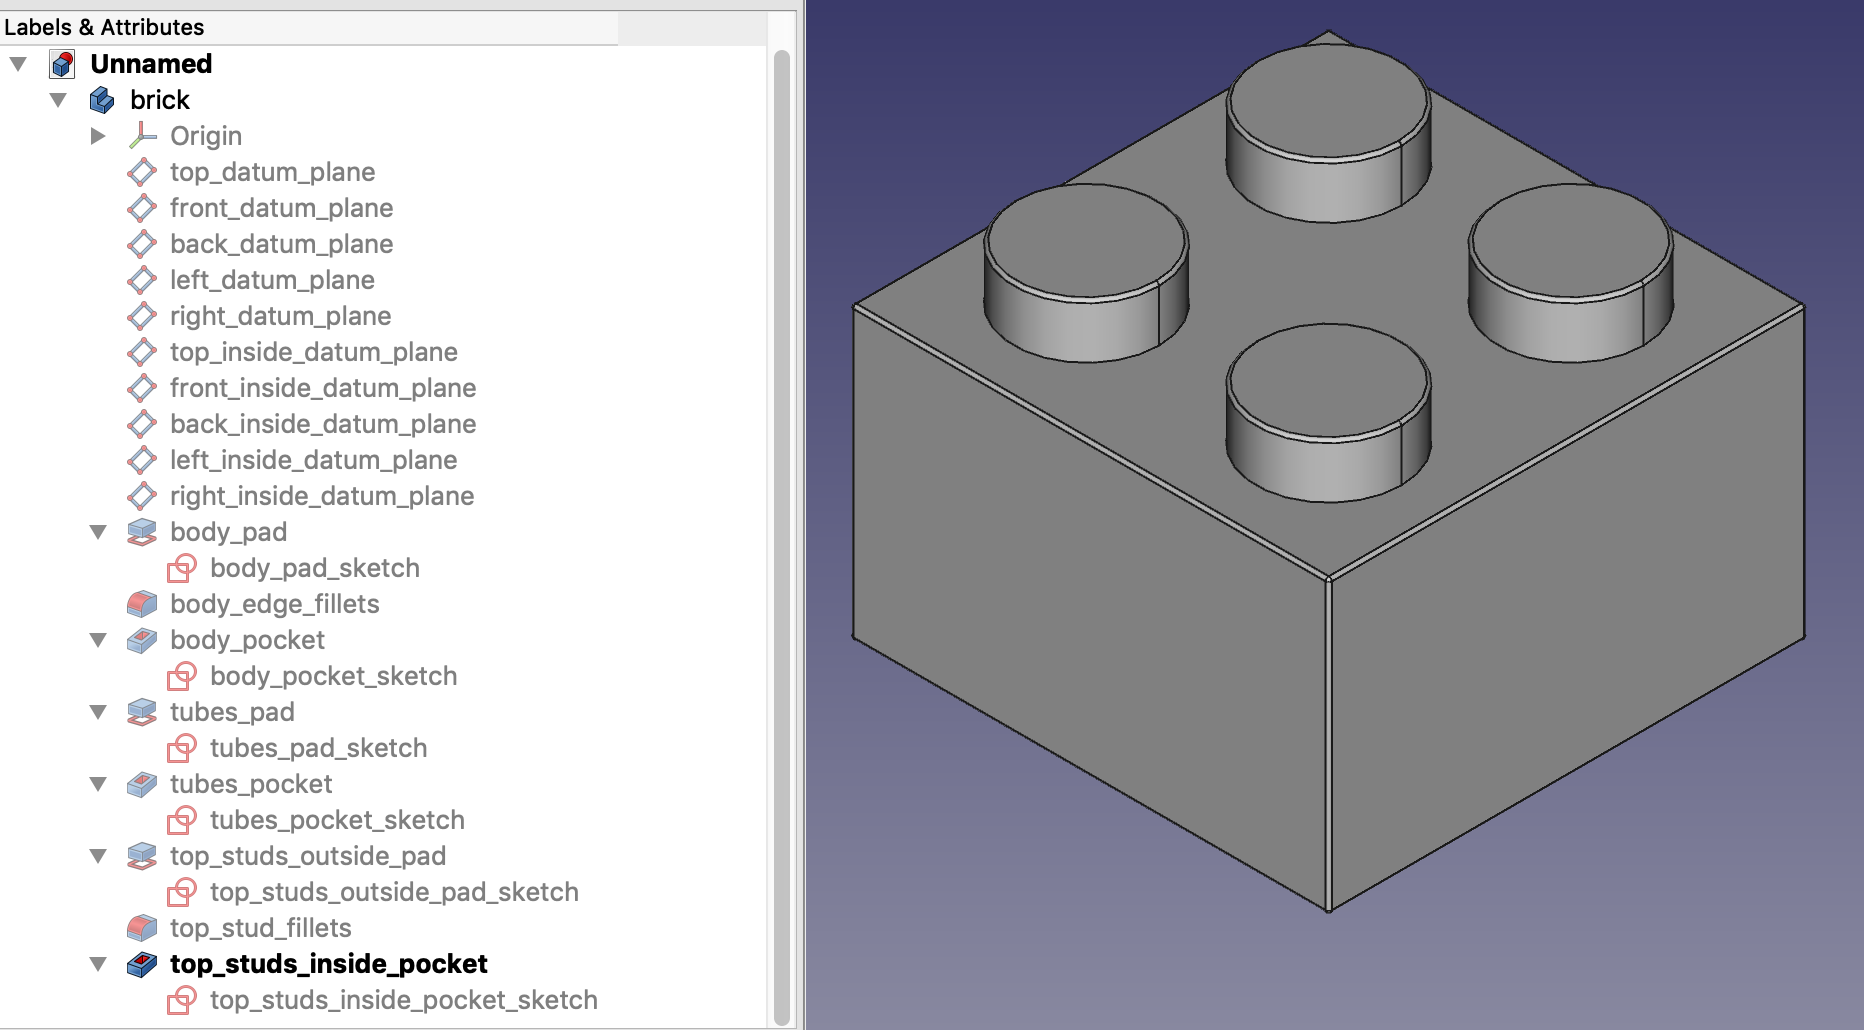 Labels & Attributes
Unnamed
brick
Origin
top_datum_plane
front_datum_plane
back_datum_plane
left_datum_plane
right_datum_plane
top_inside_datum_plane
front_inside_datum_plane
back_inside_datum_plane
left_inside_datum_plane
right_inside_datum_plane
body_pad
body_pad_sketch
body_edge_fillets
body_pocket
body_pocket_sketch
tubes_pad
tubes_pad_sketch
tubes_pocket
tubes_pocket_sketch
top_studs_outside_pad
top_studs_outside_pad_sketch
top_stud_fillets
top_studs_inside_pocket
top_studs_inside_pocket_sketch